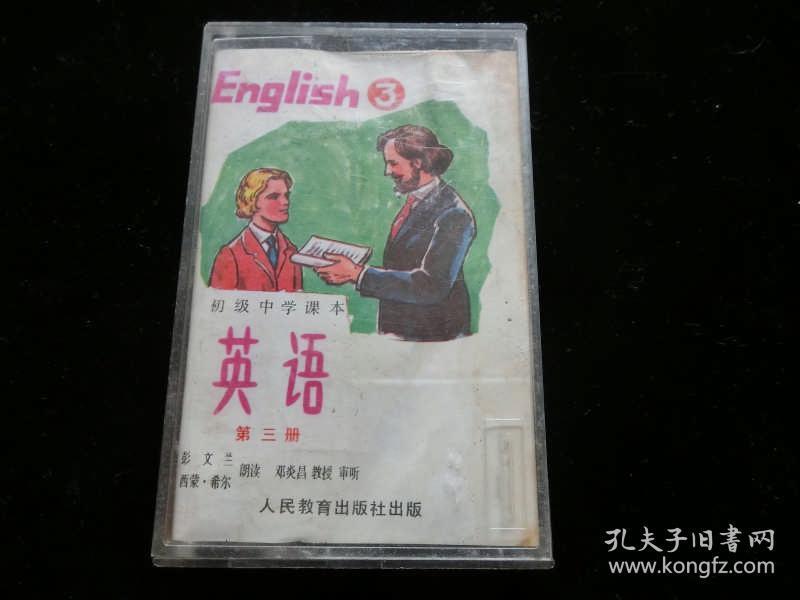 English 3
初级中学课本
英语
第三册
彭文兰
西蒙·希尔
朗读 邓炎昌 教授 审听
人民教育出版社出版
孔夫子旧书网
www.kongfz.com